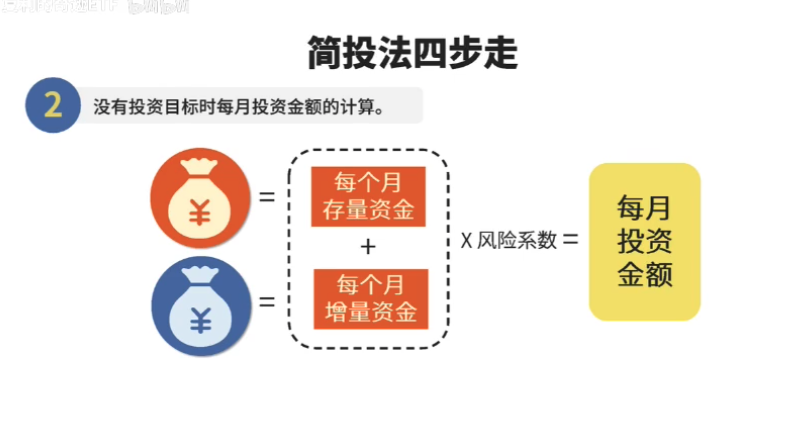 简投法四步走
2
没有投资目标时每月投资金额的计算。
¥
=
每个月
存量资金
+
X 风险系数 =
每月
投资
金额
¥
=
每个月
增量资金
bilibili